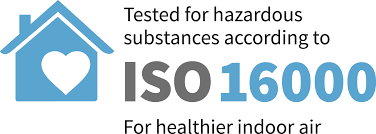 Tested for hazardous
substances according to
ISO 16000
For healthier indoor air